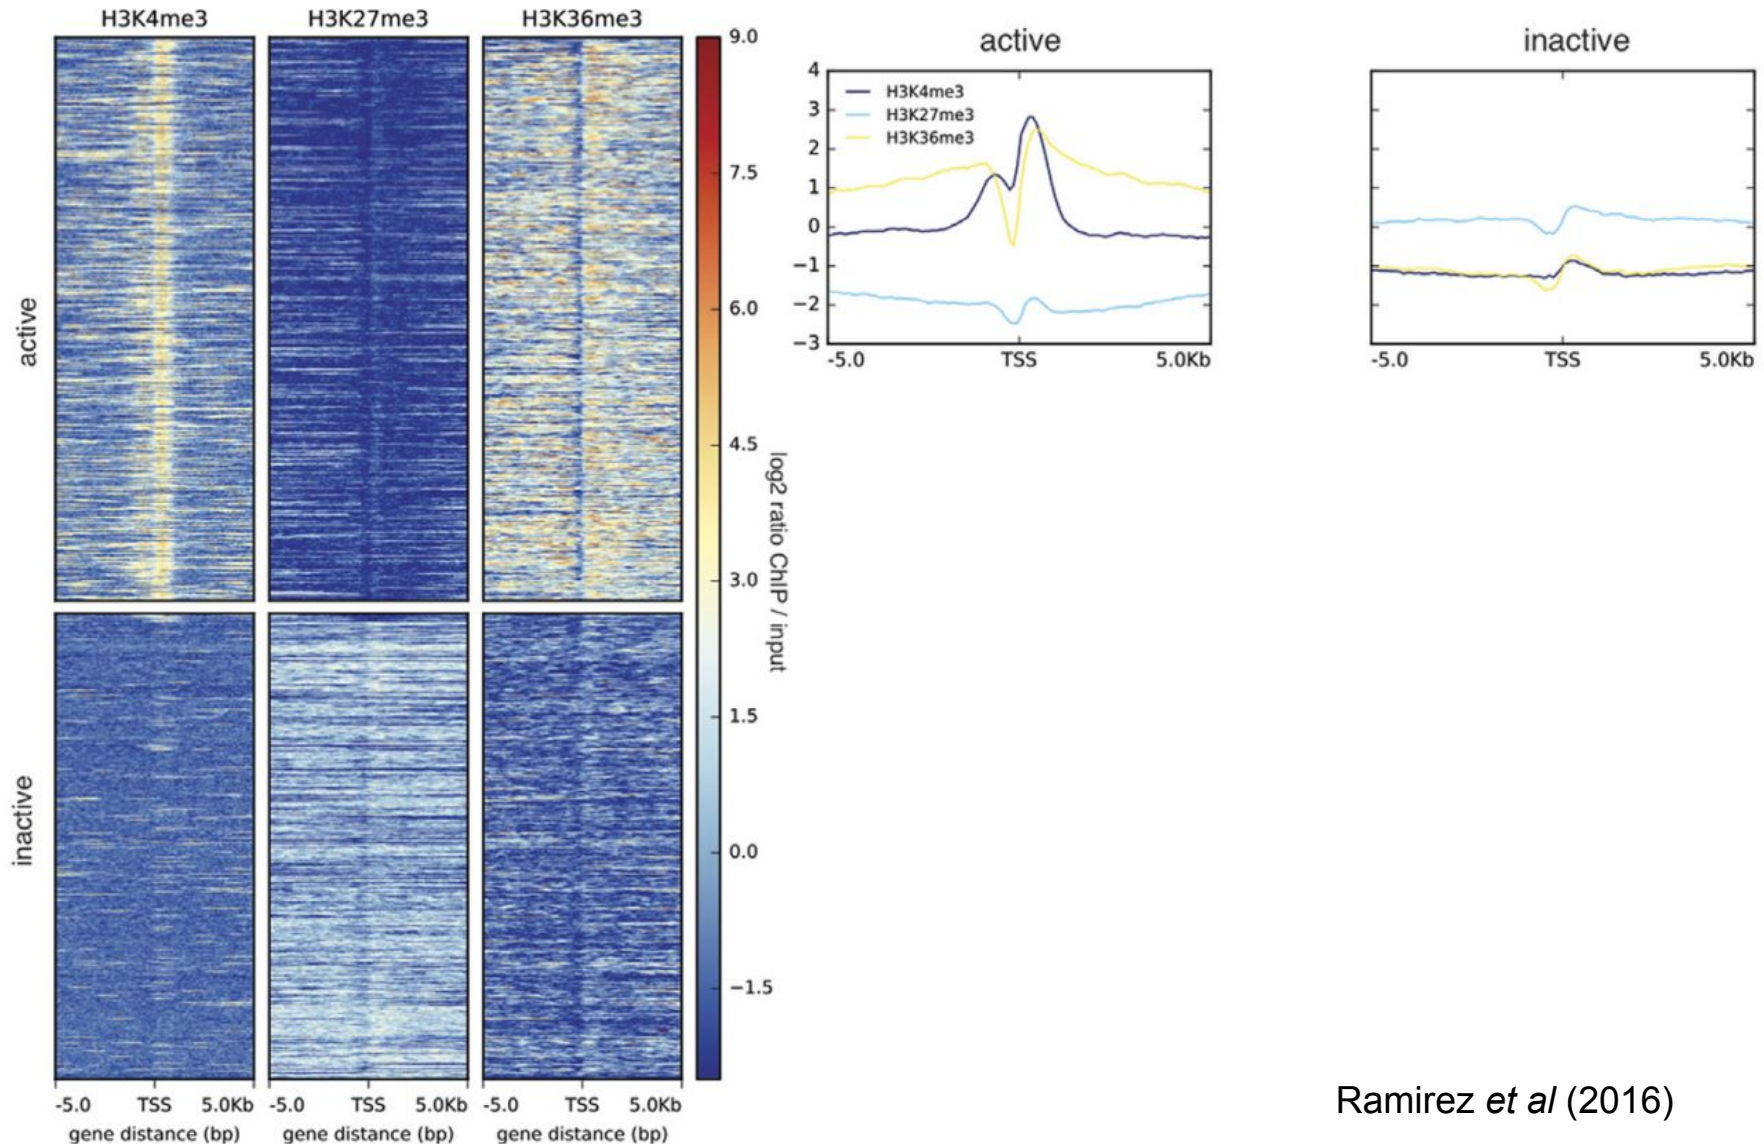 H3K4me3
H3K27me3
H3K36me3
active
inactive
9.0
7.5
6.0
4.5
3.0
1.5
0.0
−1.5
log2 ratio ChIP / input
-5.0 TSS 5.0Kb
gene distance (bp)
-5.0 TSS 5.0Kb
gene distance (bp)
-5.0 TSS 5.0Kb
gene distance (bp)
active
4
3
2
1
0
−1
−2
−3
H3K4me3
H3K27me3
H3K36me3
-5.0 TSS 5.0Kb
inactive
-5.0 TSS 5.0Kb
Ramirez et al (2016)